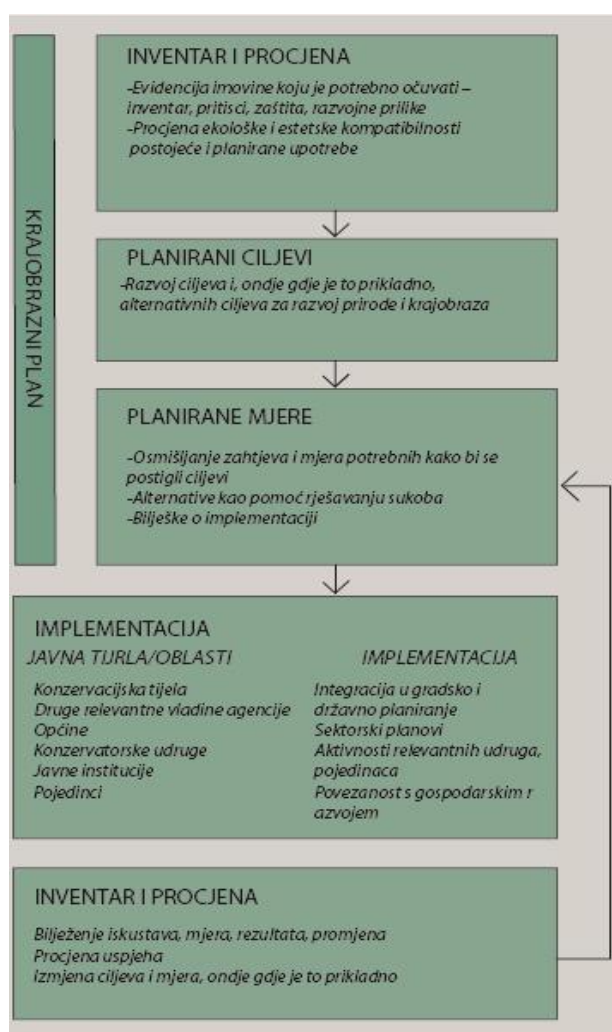 KRAJOBRAZNI PLAN
INVENTAR I PROCJENA
-Evidencija imovine koju je potrebno očuvati –
inventar, pritisci, zaštita, razvojne prilike
-Procjena ekološke i estetske kompatibilnosti
postojeće i planirane upotrebe
PLANIRANI CILJEVI
-Razvoj ciljeva i, ondje gdje je to prikladno,
alternativnih ciljeva za razvoj prirode i krajobraza
PLANIRANE MJERE
-Osmišljanje zahtjeva i mjera potrebnih kako bi se
postigli ciljevi
-Alternative kao pomoć rješavanju sukoba
-Bilješke o implementaciji
IMPLEMENTACIJA
JAVNA TIJRLA/OBLASTI
Konzervacijska tijela
Druge relevantne vladine agencije
Općine
Konzervatorske udruge
Javne institucije
Pojedinci
IMPLEMENTACIJA
Integracija u gradsko i
državno planiranje
Sektorski planovi
Aktivnosti relevantnih udruga,
pojedinaca
Povezanost s gospodarskim r
azvojem
INVENTAR I PROCJENA
Bilježenje iskustava, mjera, rezultata, promjena
Procjena uspjeha
Izmjena ciljeva i mjera, ondje gdje je to prikladno